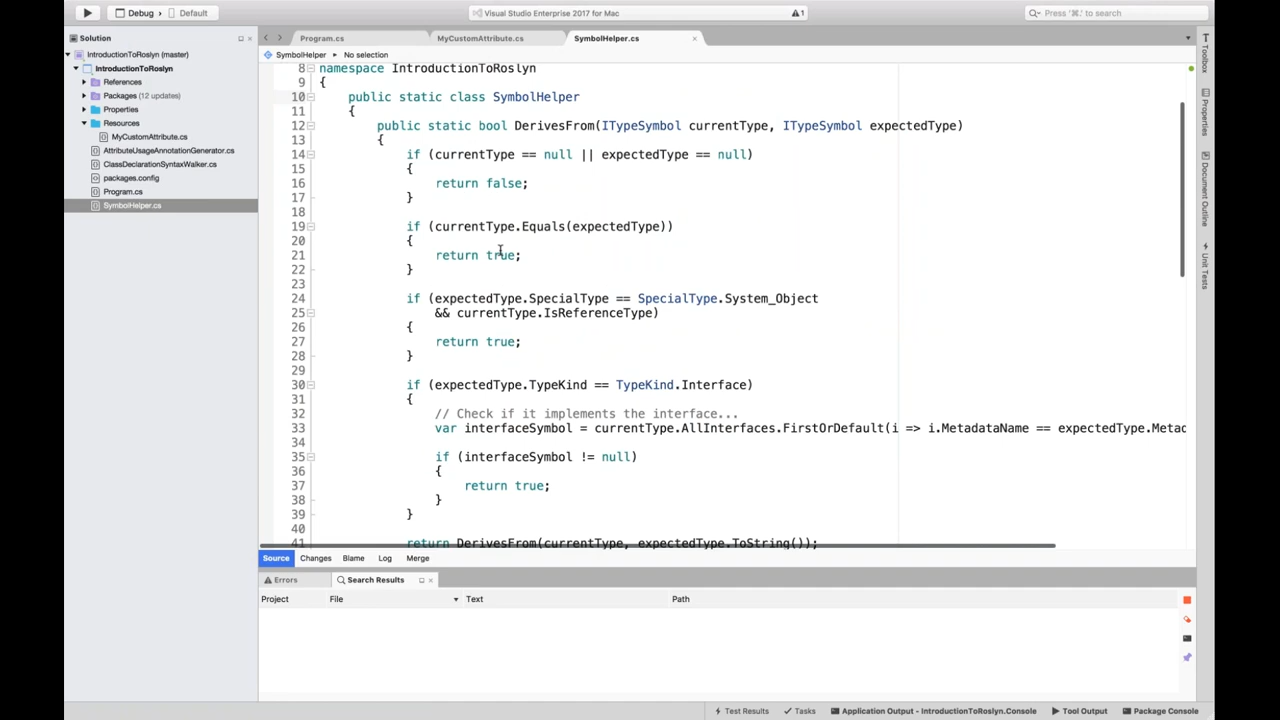 Debug › Default
Visual Studio Enterprise 2017 for Mac
1
Press '⌘.' to search
Solution
IntroductionToRoslyn (master)
IntroductionToRoslyn
References
Packages (12 updates)
Properties
Resources
MyCustomAttribute.cs
AttributeUsageAnnotationGenerator.cs
ClassDeclarationSyntaxWalker.cs
packages.config
Program.cs
SymbolHelper.cs
Program.cs
MyCustomAttribute.cs
SymbolHelper.cs
SymbolHelper ▸ No selection
8 namespace IntroductionToRoslyn
9 {
10 public static class SymbolHelper
11 {
12 public static bool DerivesFrom(ITypeSymbol currentType, ITypeSymbol expectedType)
13 {
14 if (currentType == null || expectedType == null)
15 {
16 return false;
17 }
18
19 if (currentType.Equals(expectedType))
20 {
21 return true;
22 }
23
24 if (expectedType.SpecialType == SpecialType.System_Object
25 && currentType.IsReferenceType)
26 {
27 return true;
28 }
29
30 if (expectedType.TypeKind == TypeKind.Interface)
31 {
32 // Check if it implements the interface...
33 var interfaceSymbol = currentType.AllInterfaces.FirstOrDefault(i => i.MetadataName == expectedType.Metad
34
35 if (interfaceSymbol != null)
36 {
37 return true;
38 }
39 }
40
41 return DerivesFrom(currentType, expectedType.ToString());
Source Changes Blame Log Merge
Errors Search Results
Project File Text Path
Toolbox
Properties
Document Outline
Unit Tests
Test Results Tasks Application Output - IntroductionToRoslyn.Console Tool Output Package Console